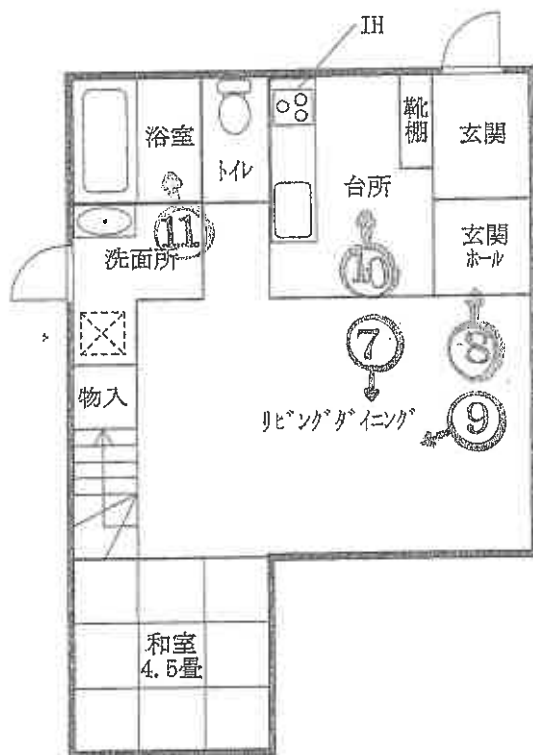 IH
浴室
トイレ
靴棚
玄関
台所
玄関
ホール
11
洗面所
10
7
8
物入
リビングダイニング
9
和室
4.5畳